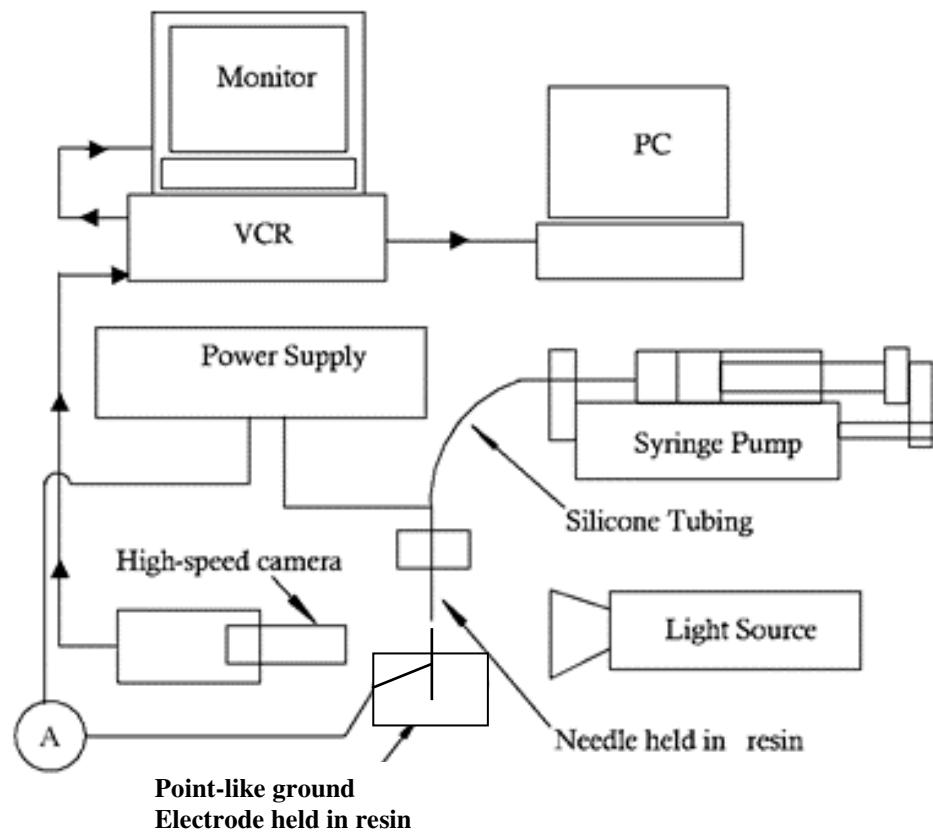 Monitor
PC
VCR
Power Supply
Syringe Pump
Silicone Tubing
High-speed camera
Light Source
A
Needle held in resin
Point-like ground
Electrode held in resin